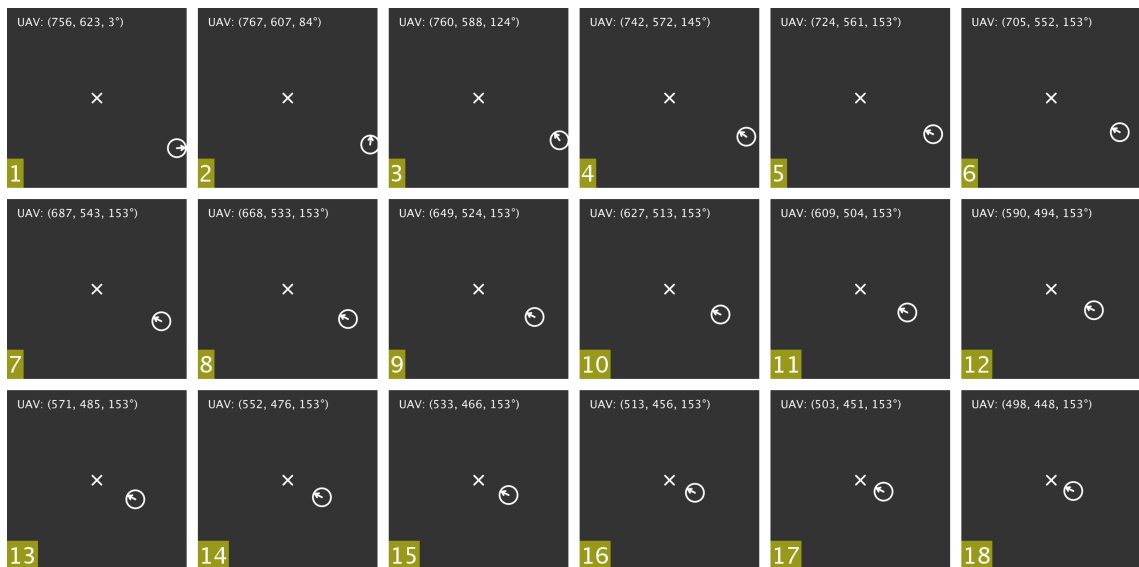 UAV: (756, 623, 3°)
1
UAV: (767, 607, 84°)
2
UAV: (760, 588, 124°)
3
UAV: (742, 572, 145°)
4
UAV: (724, 561, 153°)
5
UAV: (705, 552, 153°)
6
UAV: (687, 543, 153°)
7
UAV: (668, 533, 153°)
8
UAV: (649, 524, 153°)
9
UAV: (627, 513, 153°)
10
UAV: (609, 504, 153°)
11
UAV: (590, 494, 153°)
12
UAV: (571, 485, 153°)
13
UAV: (552, 476, 153°)
14
UAV: (533, 466, 153°)
15
UAV: (513, 456, 153°)
16
UAV: (503, 451, 153°)
17
UAV: (498, 448, 153°)
18